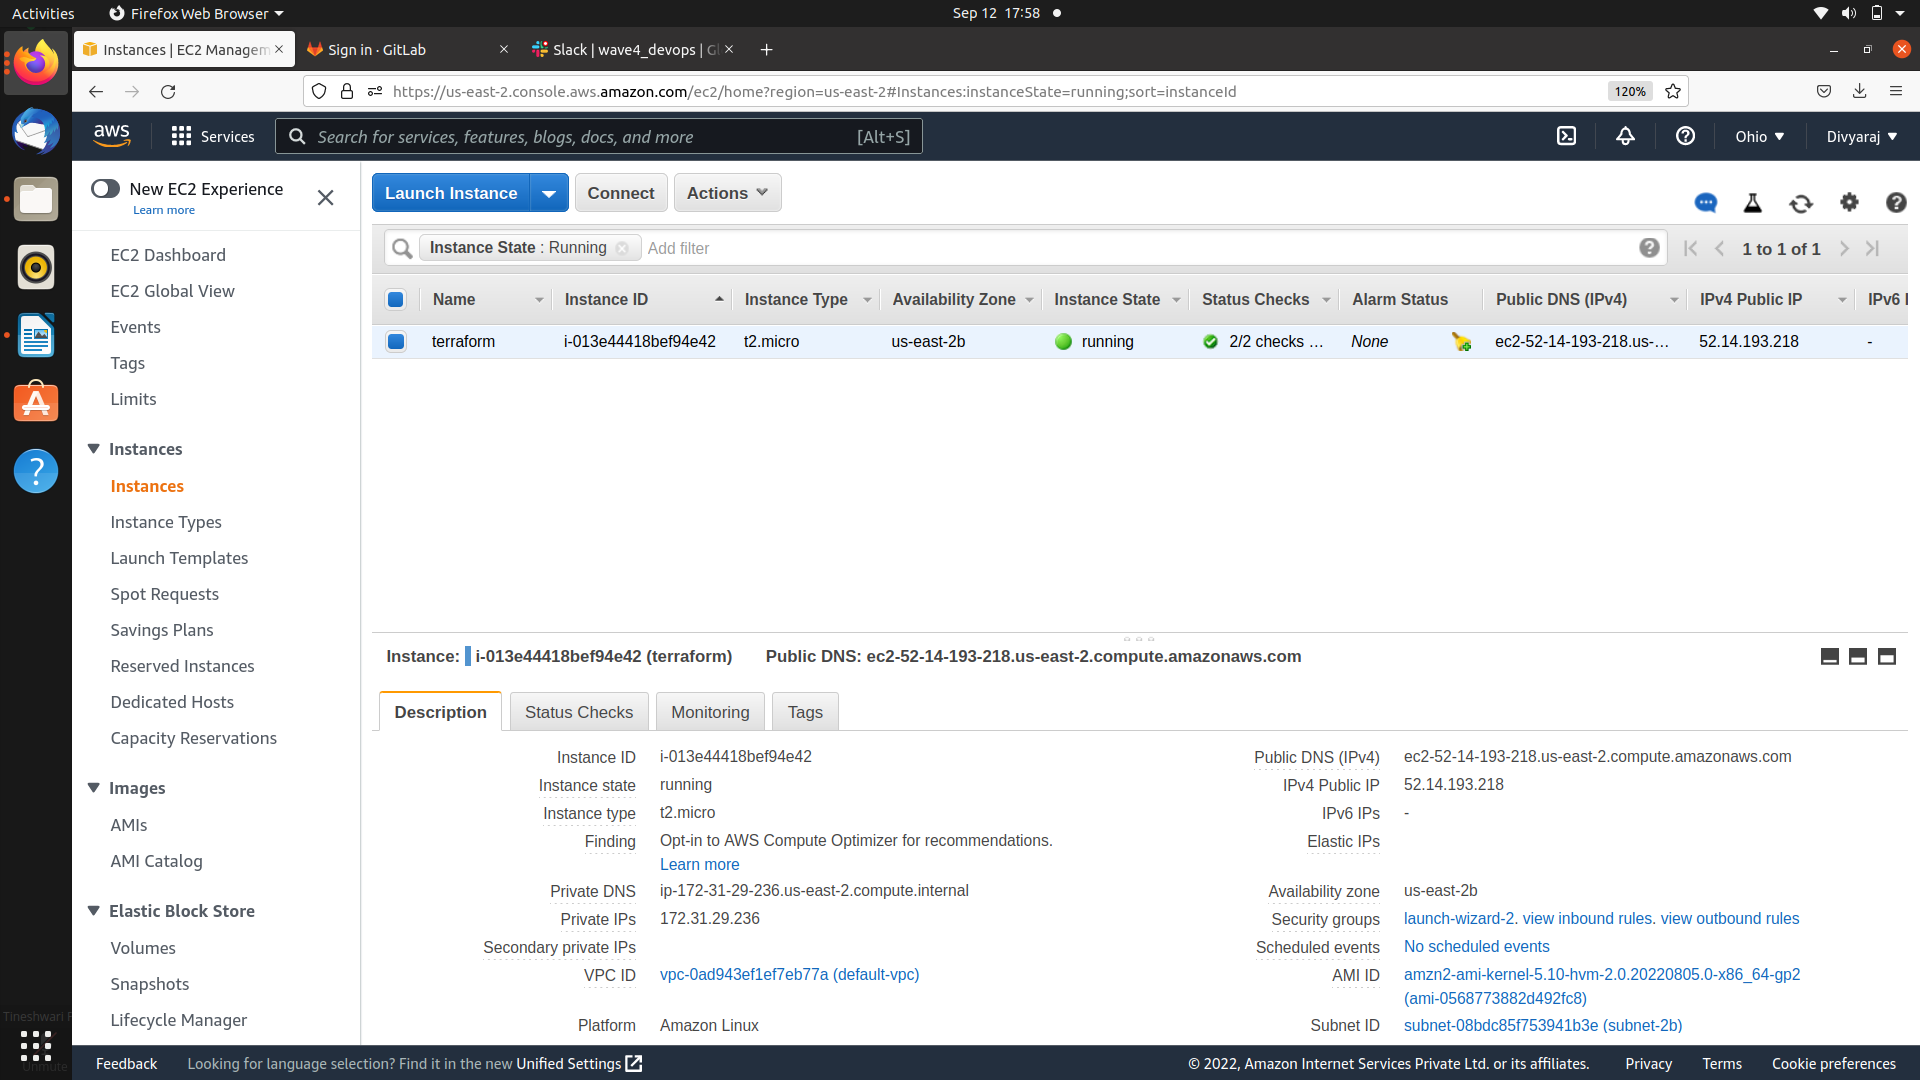 Activities
Firefox Web Browser
Sep 12 17:58
Instances | EC2 Managem
Sign in · GitLab
Slack | wave4_devops | Gl
https://us-east-2.console.aws.amazon.com/ec2/home?region=us-east-2#Instances:instanceState=running;sort=instanceId
120%
aws
Services
Search for services, features, blogs, docs, and more
[Alt+S]
Ohio
Divyaraj
New EC2 Experience
Learn more
EC2 Dashboard
EC2 Global View
Events
Tags
Limits
Instances
Instances
Instance Types
Launch Templates
Spot Requests
Savings Plans
Reserved Instances
Dedicated Hosts
Capacity Reservations
Images
AMIs
AMI Catalog
Elastic Block Store
Volumes
Snapshots
Lifecycle Manager
Launch Instance
Connect
Actions
Instance State : Running
Add filter
1 to 1 of 1
Name
Instance ID
Instance Type
Availability Zone
Instance State
Status Checks
Alarm Status
Public DNS (IPv4)
IPv4 Public IP
IPv6 I
terraform
i-013e44418bef94e42
t2.micro
us-east-2b
running
2/2 checks ...
None
ec2-52-14-193-218.us-...
52.14.193.218
-
Instance: i-013e44418bef94e42 (terraform)
Public DNS: ec2-52-14-193-218.us-east-2.compute.amazonaws.com
Description
Status Checks
Monitoring
Tags
Instance ID i-013e44418bef94e42
Instance state running
Instance type t2.micro
Finding Opt-in to AWS Compute Optimizer for recommendations.
Learn more
Private DNS ip-172-31-29-236.us-east-2.compute.internal
Private IPs 172.31.29.236
Secondary private IPs
VPC ID vpc-0ad943ef1ef7eb77a (default-vpc)
Platform Amazon Linux
Public DNS (IPv4) ec2-52-14-193-218.us-east-2.compute.amazonaws.com
IPv4 Public IP 52.14.193.218
IPv6 IPs -
Elastic IPs
Availability zone us-east-2b
Security groups launch-wizard-2. view inbound rules. view outbound rules
Scheduled events No scheduled events
AMI ID amzn2-ami-kernel-5.10-hvm-2.0.20220805.0-x86_64-gp2
(ami-0568773882d492fc8)
Subnet ID subnet-08bdc85f753941b3e (subnet-2b)
Tineshwari P
Unmute
Feedback
Looking for language selection? Find it in the new Unified Settings
© 2022, Amazon Internet Services Private Ltd. or its affiliates.
Privacy
Terms
Cookie preferences